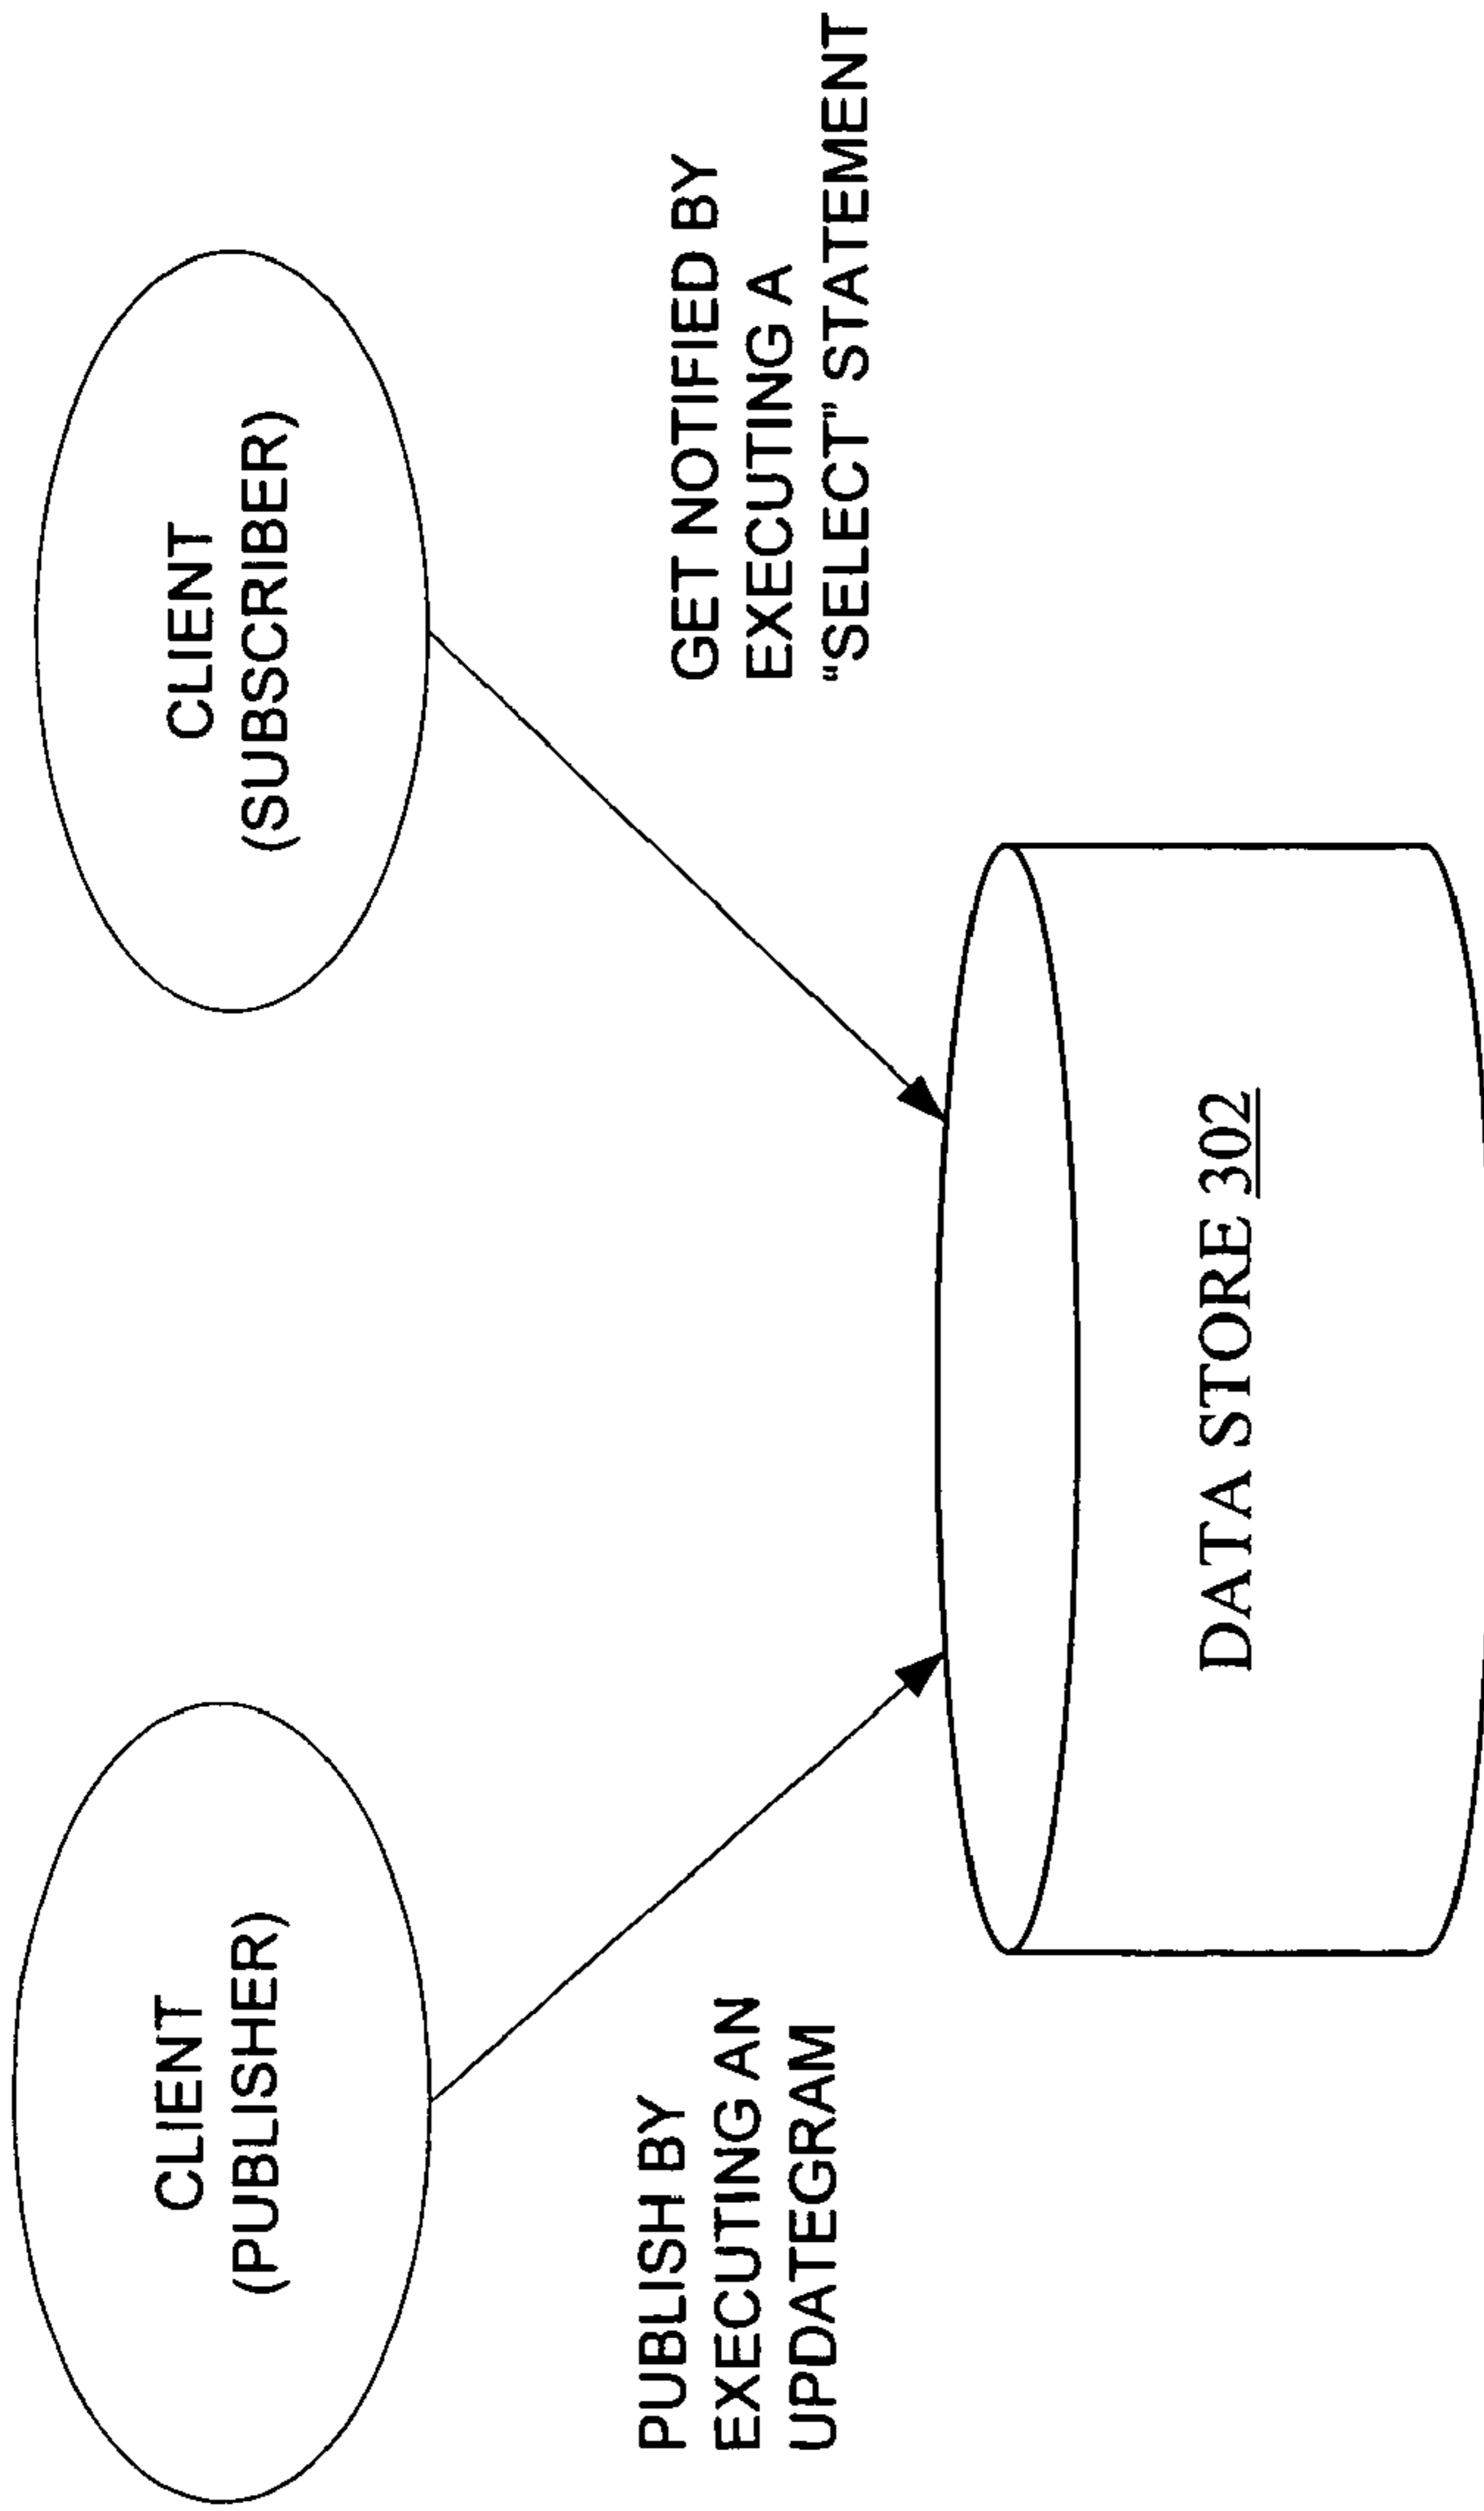 CLIENT
(PUBLISHER)
CLIENT
(SUBSCRIBER)
PUBLISH BY
EXECUTING AN
UPDATEGRAM
GET NOTIFIED BY
EXECUTING A
“SELECT” STATEMENT
DATA STORE 302